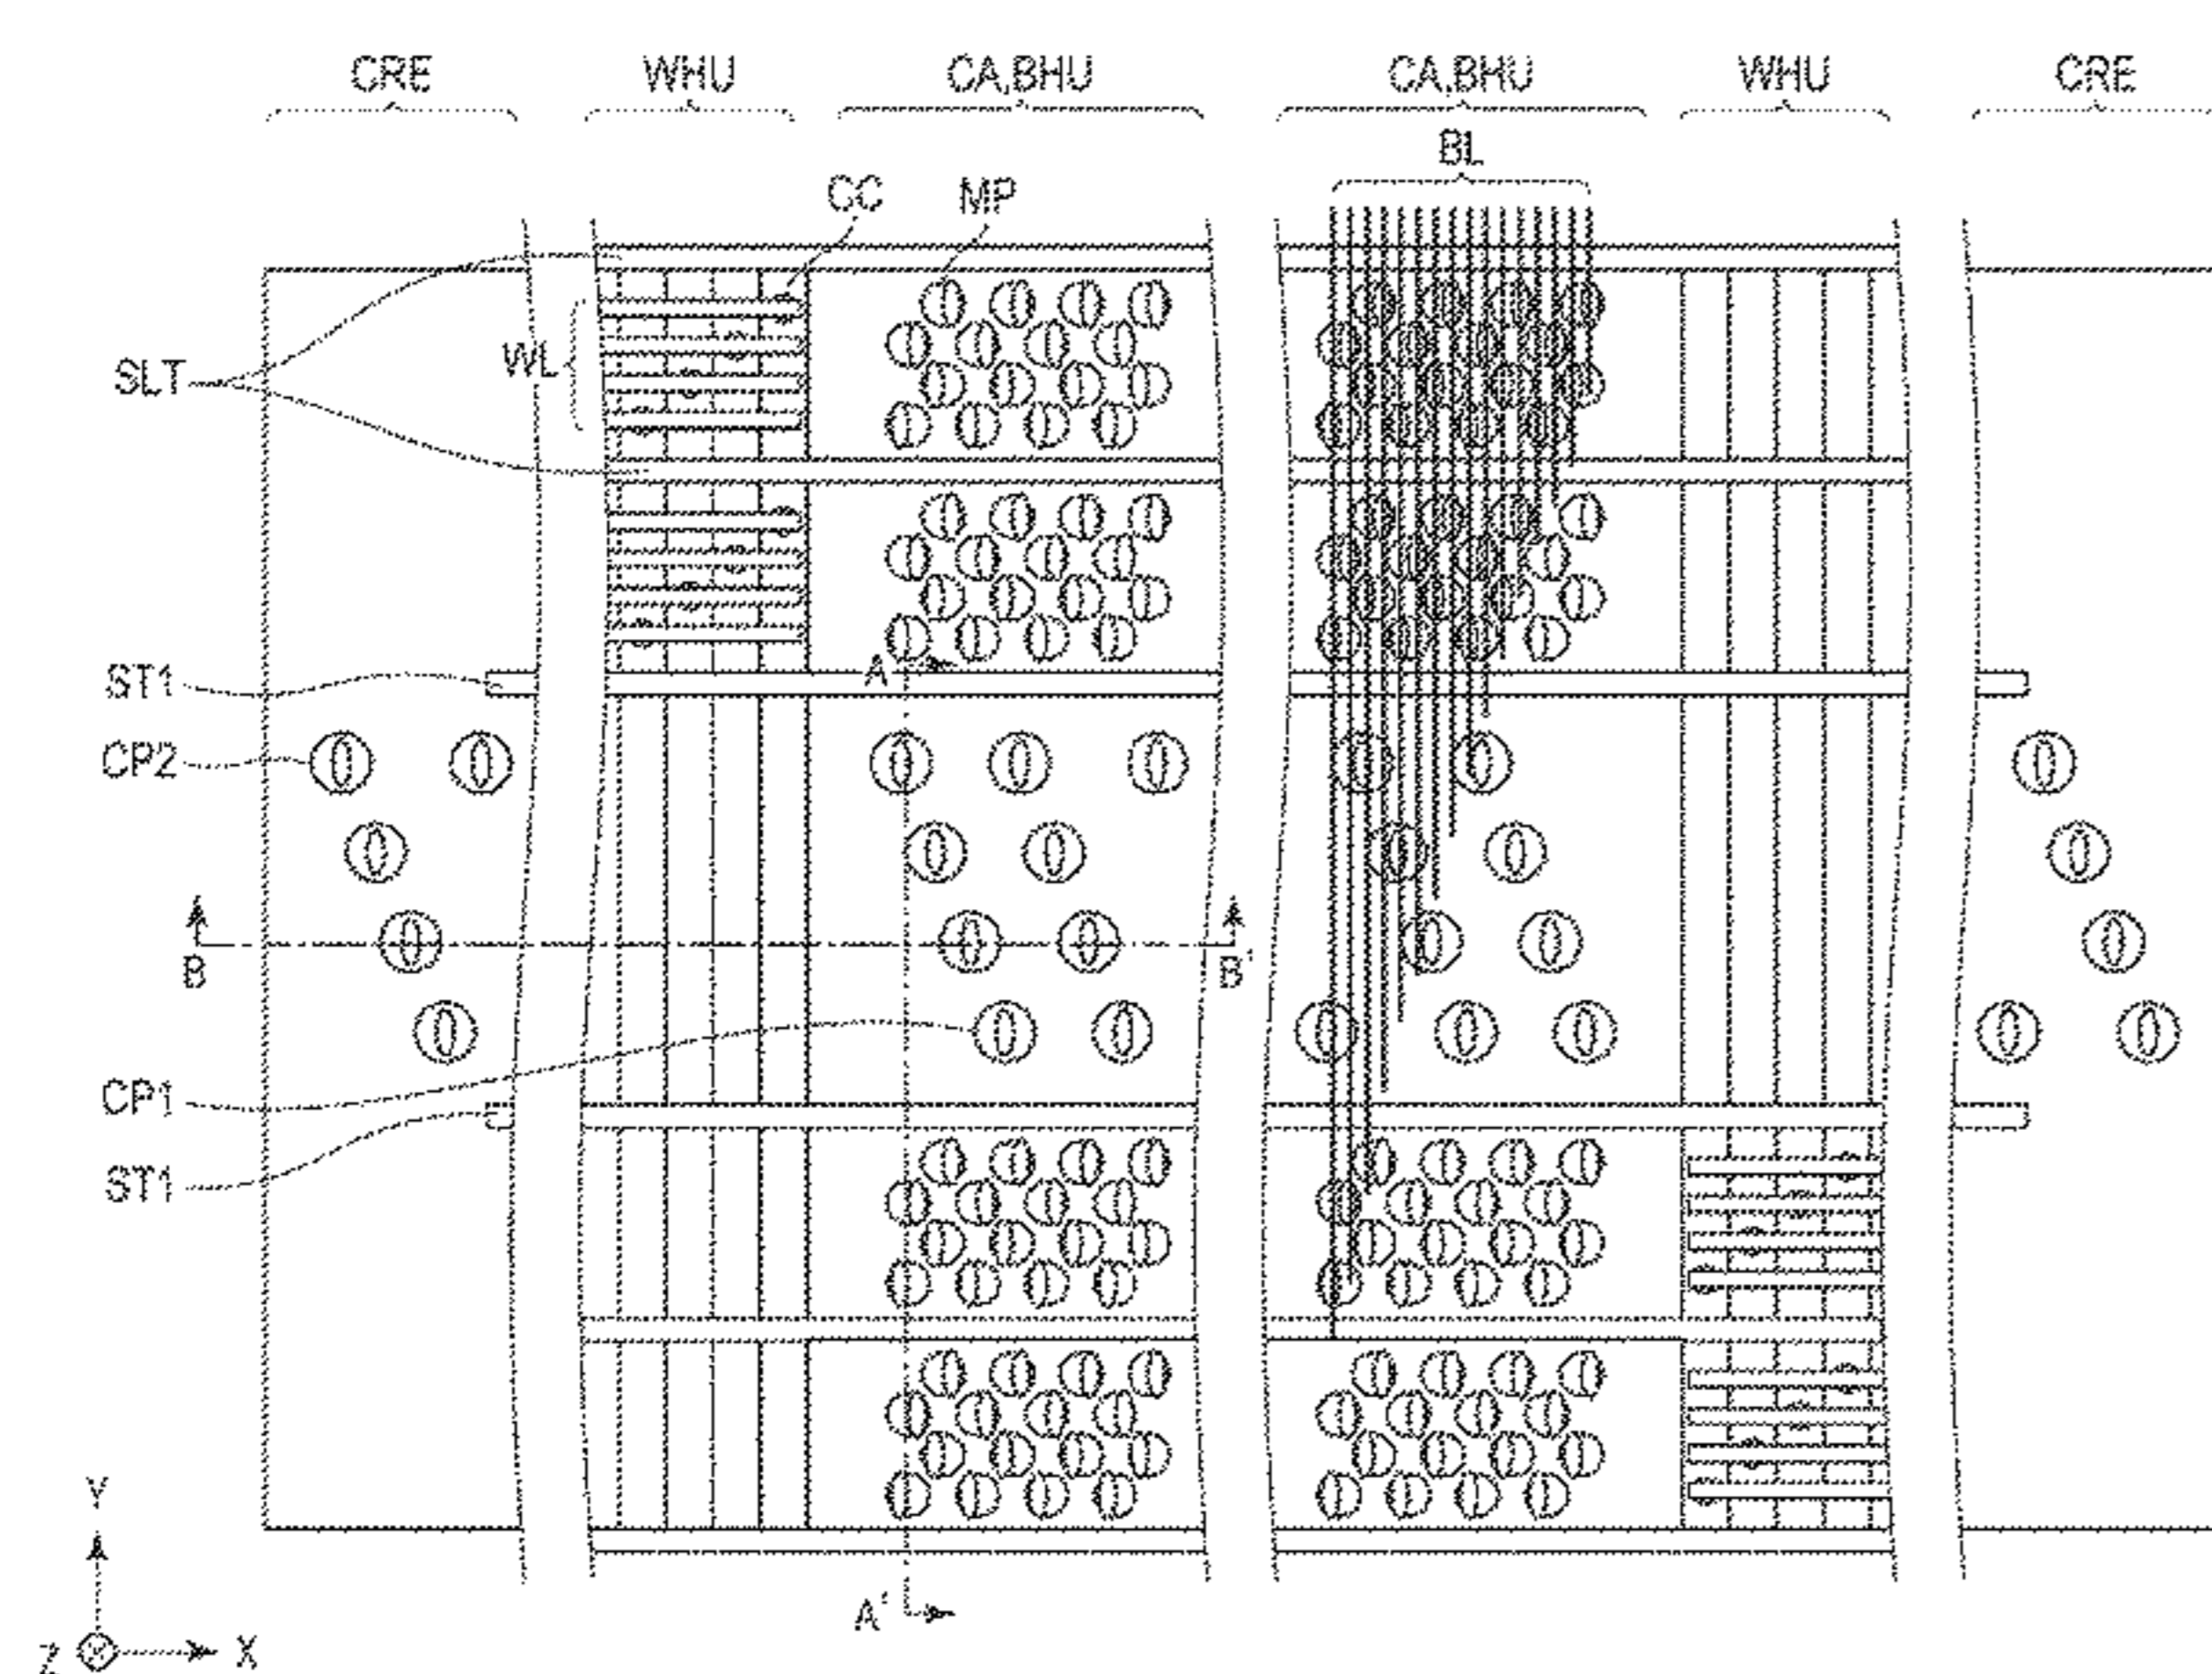 CRE WHU CA,BHU CA,BHU WHU CRE
BL
CC MP
SLT
WL
ST1
A
CP2
B B'
CP1
ST1
A'
Y
Z X